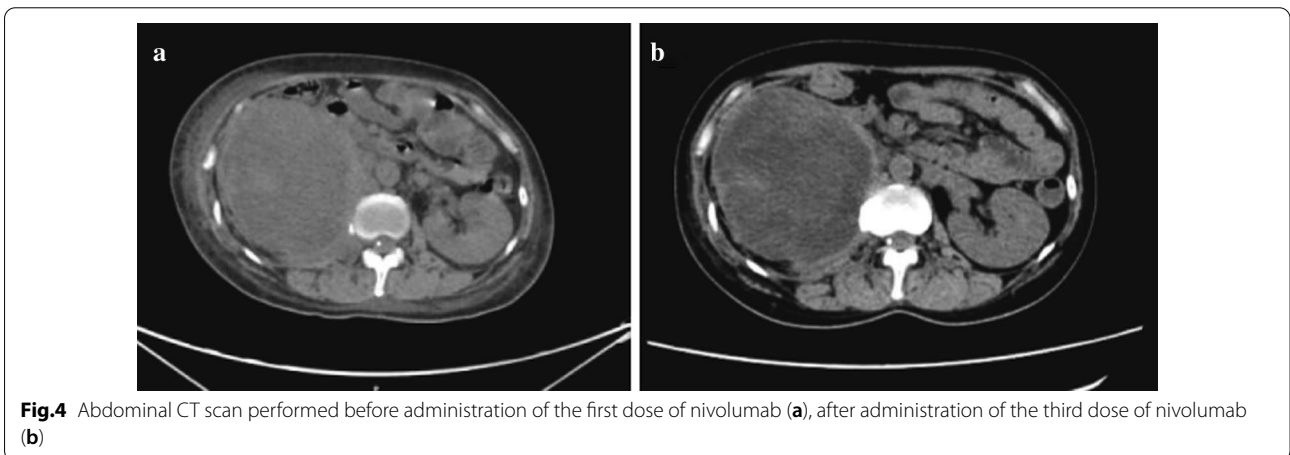 a
b
Fig.4 Abdominal CT scan performed before administration of the first dose of nivolumab (a), after administration of the third dose of nivolumab
(b)